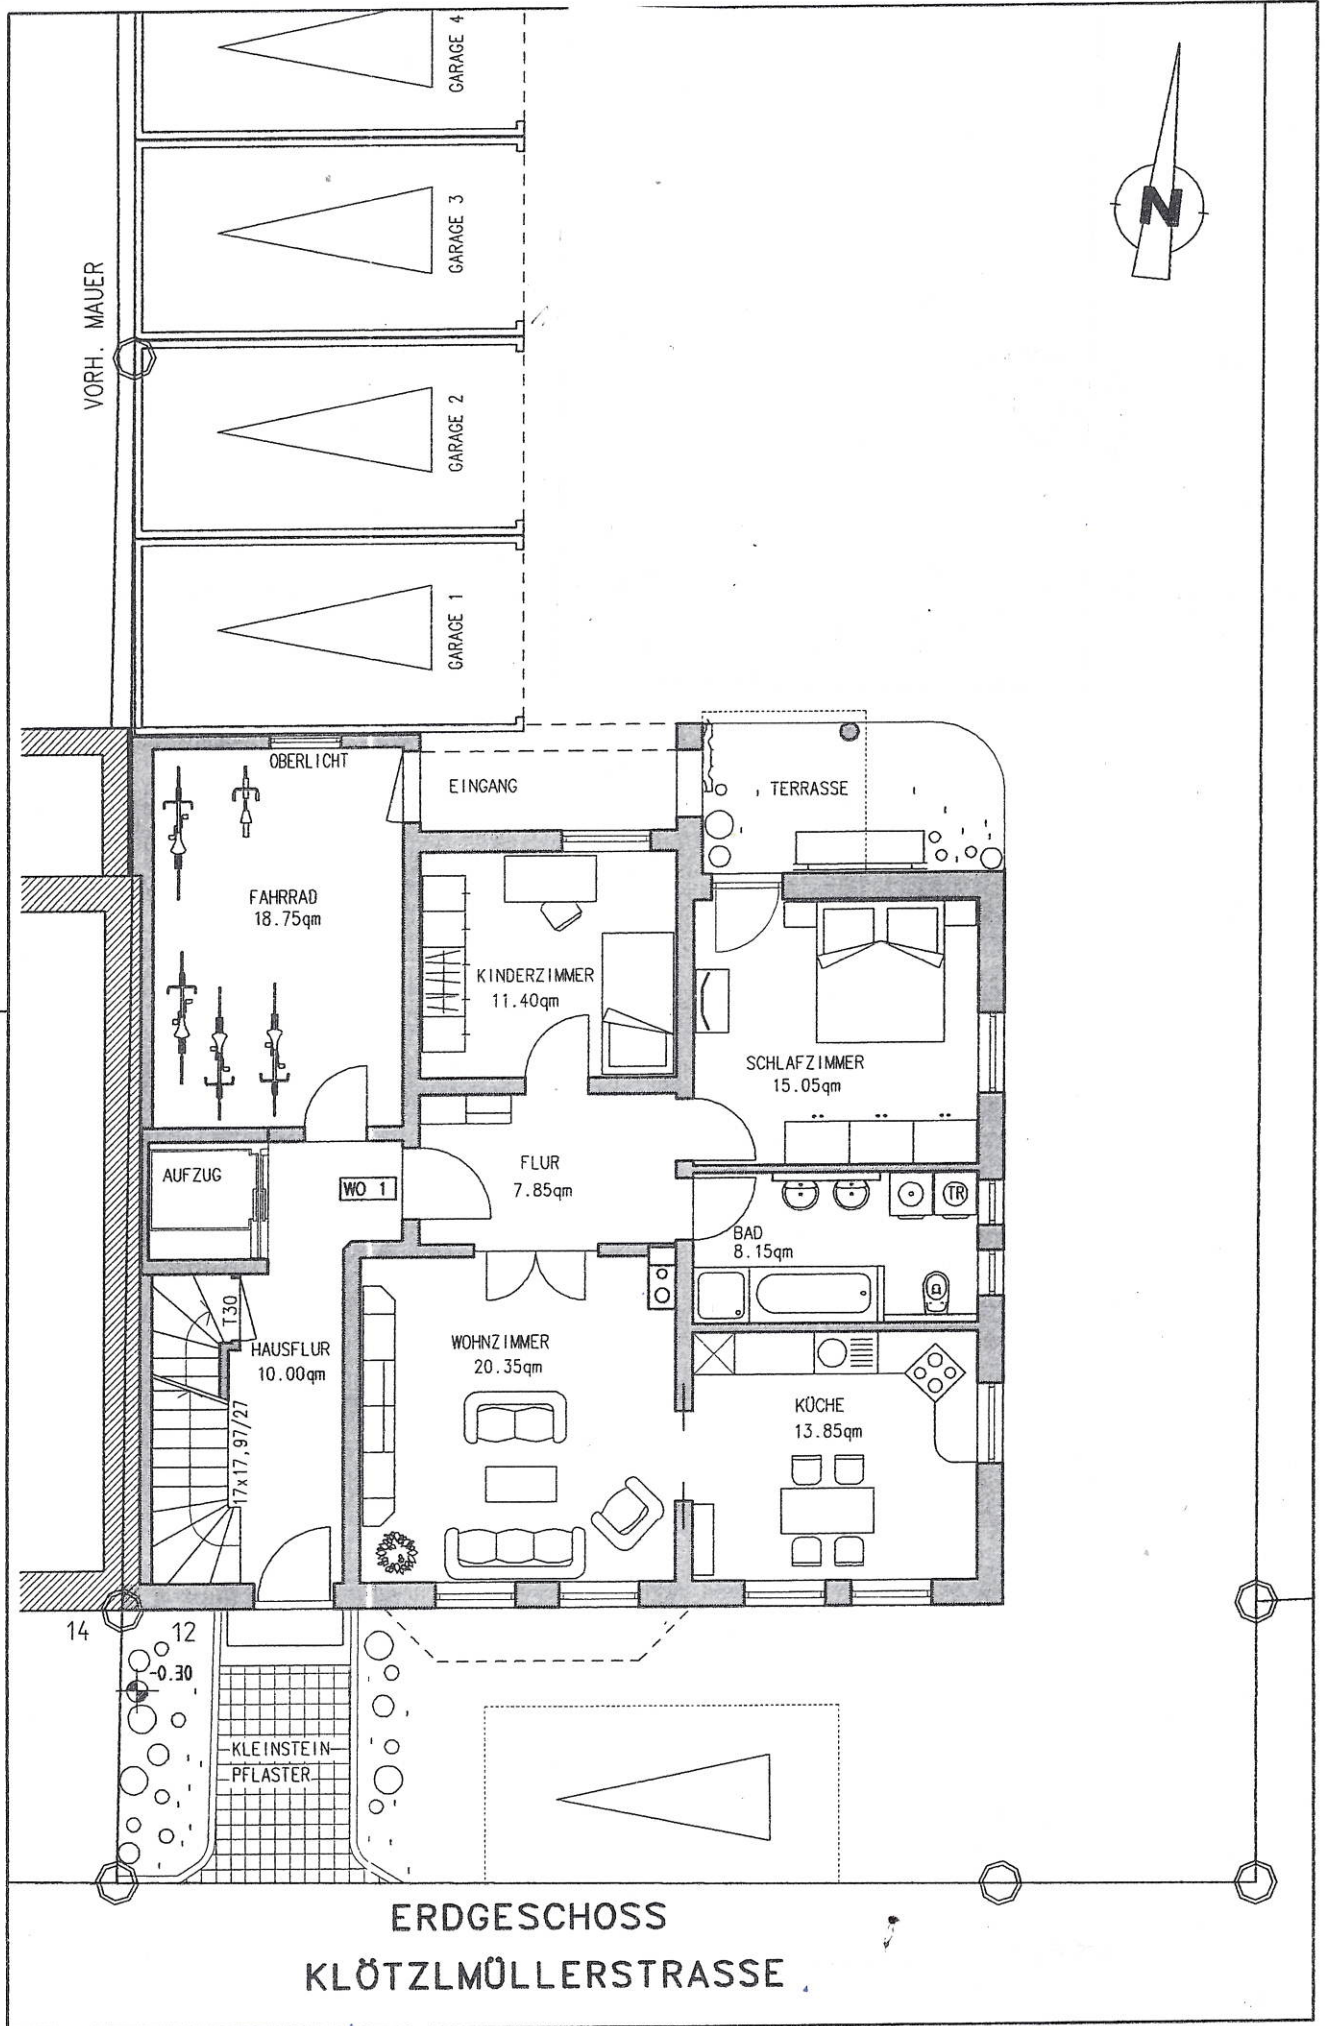 GARAGE 4
N
GARAGE 3
VORH. MAUER
GARAGE 2
GARAGE 1
OBERLICHT
EINGANG
TERRASSE
FAHRRAD
18.75qm
KINDERZIMMER
11.40qm
SCHLAFZIMMER
15.05qm
AUFZUG
WO 1
FLUR
7.85qm
TR
BAD
8.15qm
T30
HAUSFLUR
10.00qm
WOHNZIMMER
20.35qm
KÜCHE
13.85qm
17x17,97/27
14
12
-0.30
KLEINSTEIN
PFLASTER
ERDGESCHOSS
KLÖTZLMÜLLERSTRASSE